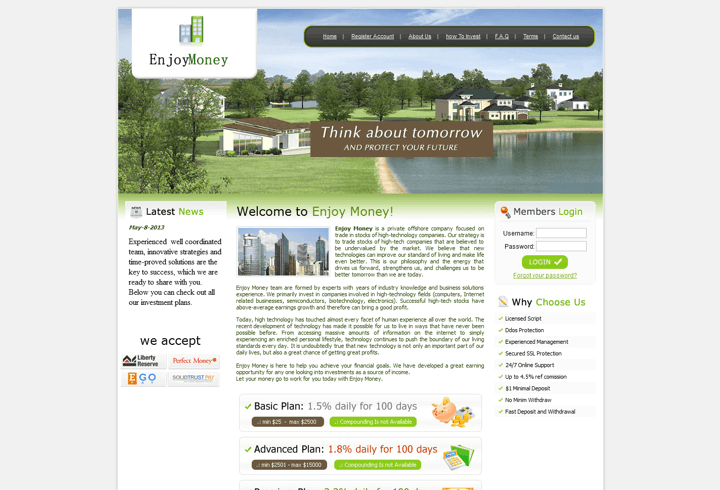 EnjoyMoney
Home | Register Account | About Us | how To Invest | F.A.Q | Terms | Contact us
Think about tomorrow
AND PROTECT YOUR FUTURE
Latest News
May-8-2013
Experienced well coordinated
team, innovative strategies and
time-proved solutions are the
key to success, which we are
ready to share with you.
Below you can check out all
our investment plans.
we accept
Liberty
Reserve
Perfect Money
EGO
SOLIDTRUST PAY
Welcome to Enjoy Money!
Enjoy Money is a private offshore company focused on
trade in stocks of high-technology companies. Our strategy is
to trade stocks of high-tech companies that are believed to
be undervalued by the market. We believe that new
technologies can improve our standard of living and make life
even better. This is our philosophy and the energy that
drives us forward, strengthens us, and challenges us to be
better tomorrow than we are today.
Enjoy Money team are formed by experts with years of industry knowledge and business solutions
experience. We primarily invest in companies involved in high-technology fields (computers, Internet
related businesses, semiconductors, biotechnology, electronics). Successful high-tech stocks have
above-average earnings growth and therefore can bring a good profit.
Today, high technology has touched almost every facet of human experience all over the world. The
recent development of technology has made it possible for us to live in ways that have never been
possible before. From accessing massive amounts of information on the internet to simply
experiencing an enriched personal lifestyle, technology continues to push the boundary of our living
standards every day. It is undoubtedly true that new technology is not only an important part of our
daily lives, but also a great chance of getting great profits.
Enjoy Money is here to help you achieve your financial goals. We have developed a great earning
opportunity for any one looking into investments as a source of income.
Let your money go to work for you today with Enjoy Money.
Basic Plan: 1.5% daily for 100 days
.: min $25 - max $2500
.: Compounding Is not Available
Advanced Plan: 1.8% daily for 100 days
.: min $2501 - max $15000
.: Compounding Is not Available
Members Login
Username:
Password:
LOGIN
Forgot your password?
Why Choose Us
Licensed Script
Ddos Protection
Experienced Management
Secured SSL Protection
24/7 Online Support
Up to 4.5% ref comission
$1 Minimal Deposit
No Minim Withdraw
Fast Deposit and Withdrawal